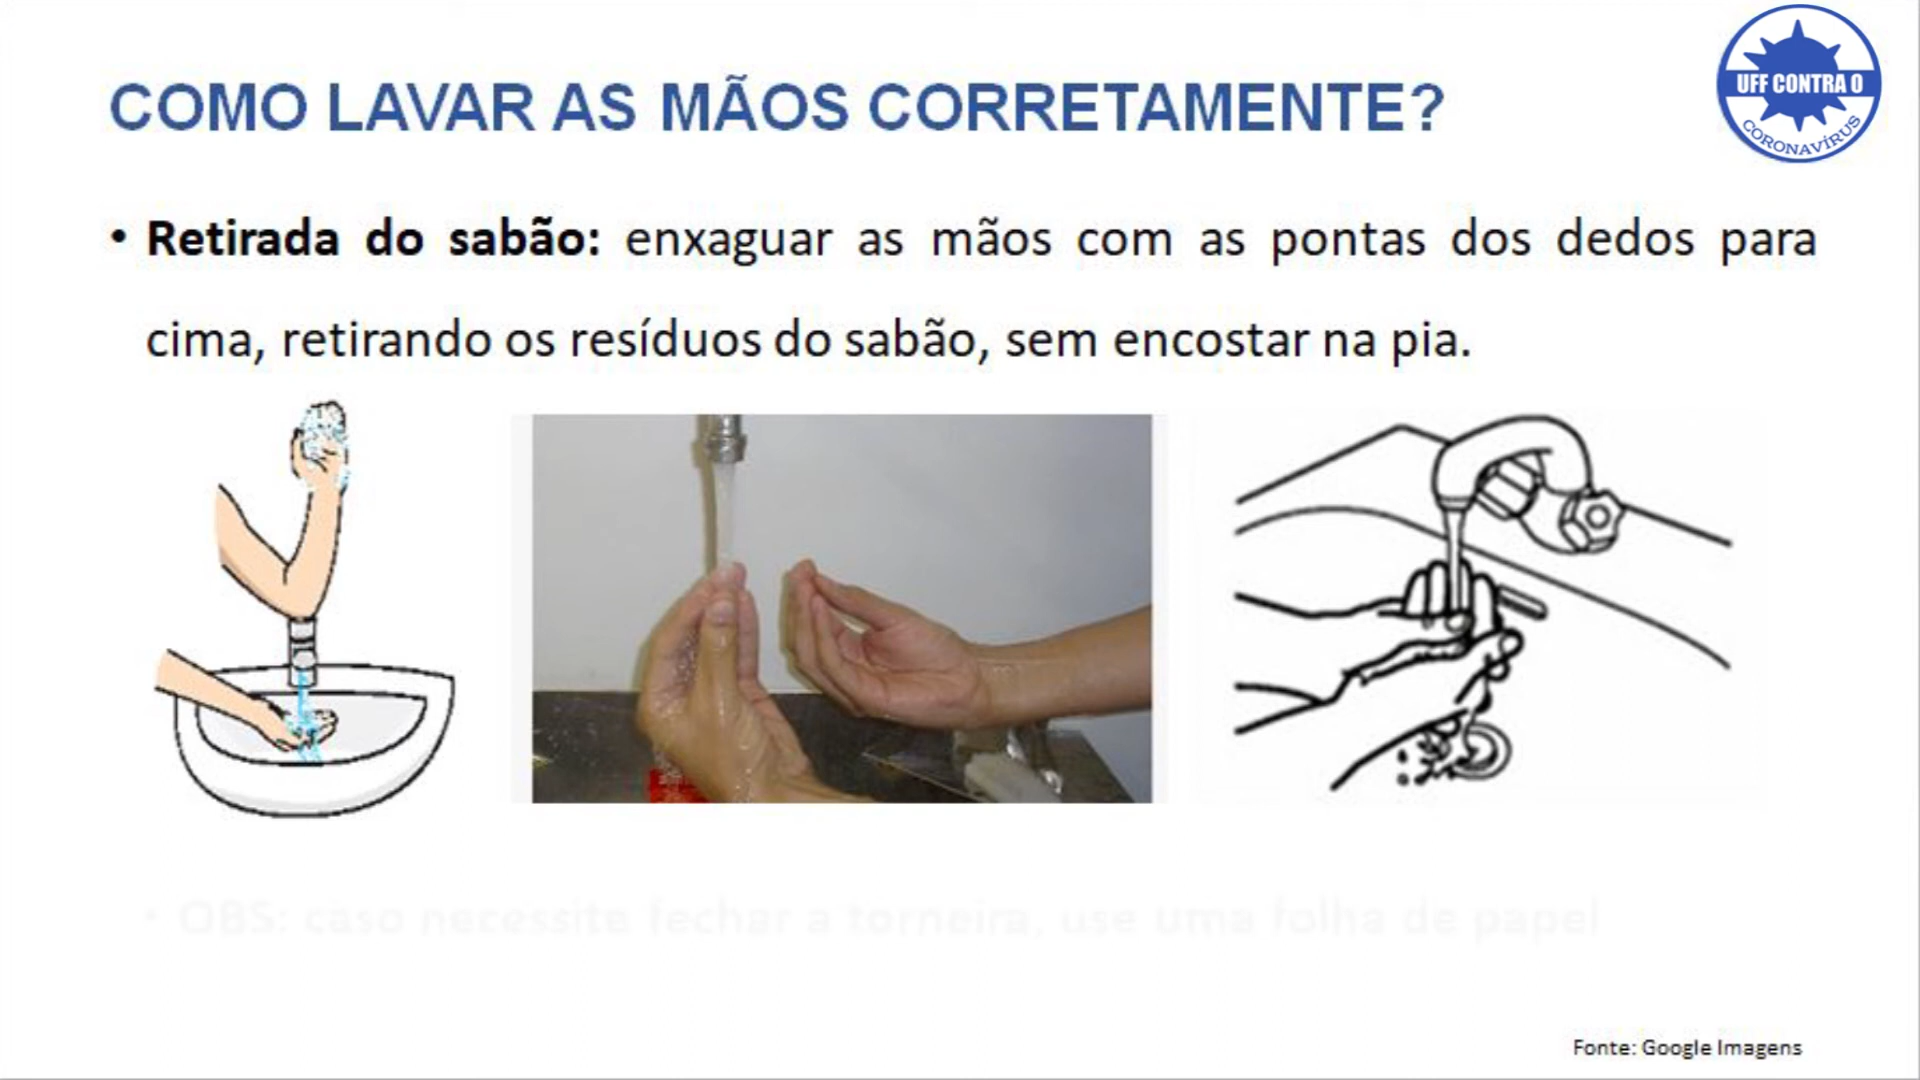 COMO LAVAR AS MÃOS CORRETAMENTE?
UFF CONTRA O
CORONAVÍRUS
• Retirada do sabão: enxaguar as mãos com as pontas dos dedos para
cima, retirando os resíduos do sabão, sem encostar na pia.
• OBS: caso necessite fechar a torneira, use uma folha de papel
Fonte: Google Imagens